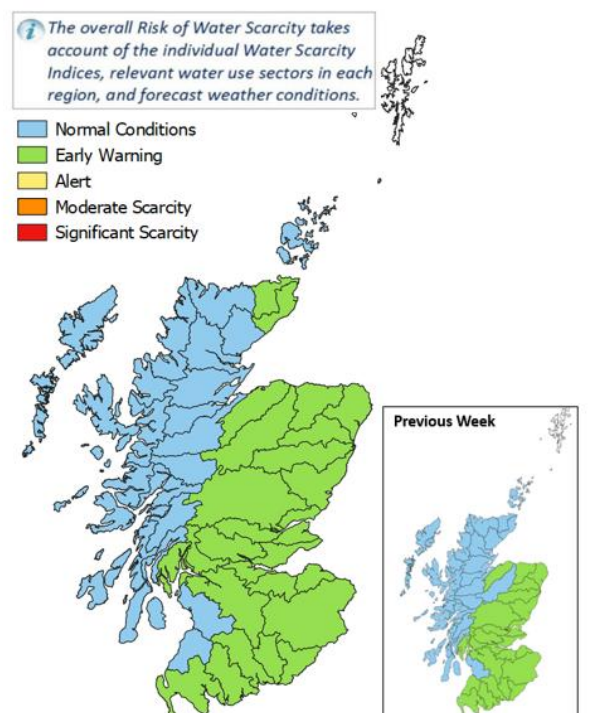 The overall Risk of Water Scarcity takes
account of the individual Water Scarcity
Indices, relevant water use sectors in each
region, and forecast weather conditions.
Normal Conditions
Early Warning
Alert
Moderate Scarcity
Significant Scarcity
Previous Week